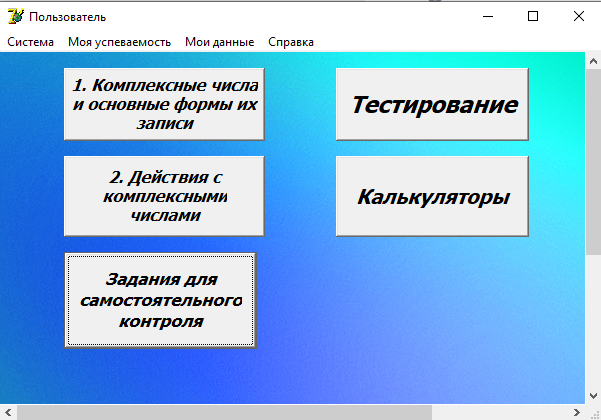 Пользователь
Система Моя успеваемость Мои данные Справка
1. Комплексные числа
и основные формы их
записи
Тестирование
2. Действия с
комплексными
числами
Калькуляторы
Задания для
самостоятельного
контроля